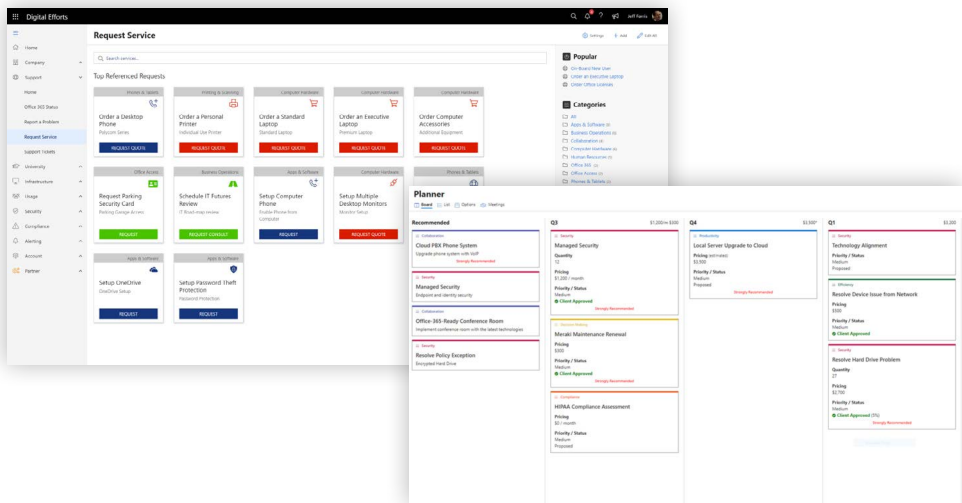 Digital Efforts
Jeff Farris
Home
Company
Support
Home
Office 365 Status
Report a Problem
Request Service
Support Tickets
University
Infrastructure
Usage
Security
Compliance
Alerting
Account
Partner
Request Service
Settings
Add
Edit All
Search services...
Top Referenced Requests
Phones & Tablets
Order a Desktop Phone
Polycom Series
REQUEST QUOTE
Printing & Scanning
Order a Personal Printer
Individual Use Printer
REQUEST QUOTE
Computer Hardware
Order a Standard Laptop
Standard Laptop
REQUEST QUOTE
Computer Hardware
Order an Executive Laptop
Premium Laptop
REQUEST QUOTE
Computer Hardware
Order Computer Accessories
Additional Equipment
REQUEST QUOTE
Office Access
Request Parking Security Card
Parking Garage Access
REQUEST
Business Operations
Schedule IT Futures Review
IT Road-map review
REQUEST CONSULT
Apps & Software
Setup Computer Phone
Enable Phone from Computer
REQUEST
Computer Hardware
Setup Multiple Desktop Monitors
Monitor Setup
REQUEST QUOTE
Phones & Tablets
Apps & Software
Setup OneDrive
OneDrive Setup
REQUEST
Apps & Software
Setup Password Theft Protection
Password Protection
REQUEST
Popular
On-Board New User
Order an Executive Laptop
Order Office Licenses
Categories
All
Apps & Software
Business Operations
Collaboration
Computer Hardware
Human Resources
Office 365
Office Access
Phones & Tablets
Planner
Board
List
Options
Meetings
Recommended
Collaboration
Cloud PBX Phone System
Upgrade phone system with VoIP
Strongly Recommended
Security
Managed Security
Endpoint and identity security
Collaboration
Office-365-Ready Conference Room
Implement conference room with the latest technologies
Security
Resolve Policy Exception
Encrypted Hard Drive
Q3
$1,200/m $300
Security
Managed Security
Quantity
12
Pricing
$1,200 / month
Priority / Status
Medium
Client Approved
Strongly Recommended
Meraki Maintenance Renewal
Pricing
$300
Priority / Status
Medium
Client Approved
Strongly Recommended
Compliance
HIPAA Compliance Assessment
Pricing
$0 / month
Priority / Status
Medium
Proposed
Q4
$3,500*
Productivity
Local Server Upgrade to Cloud
Pricing (estimates)
$3,500
Priority / Status
Medium
Proposed
Strongly Recommended
Q1
Security
Technology Alignment
Priority / Status
Medium
Proposed
Efficiency
Resolve Device Issue from Network
Pricing
$500
Priority / Status
Medium
Client Approved
Security
Resolve Hard Drive Problem
Quantity
27
Pricing
$2,700
Priority / Status
Medium
Client Approved (5%)
Strongly Recommended